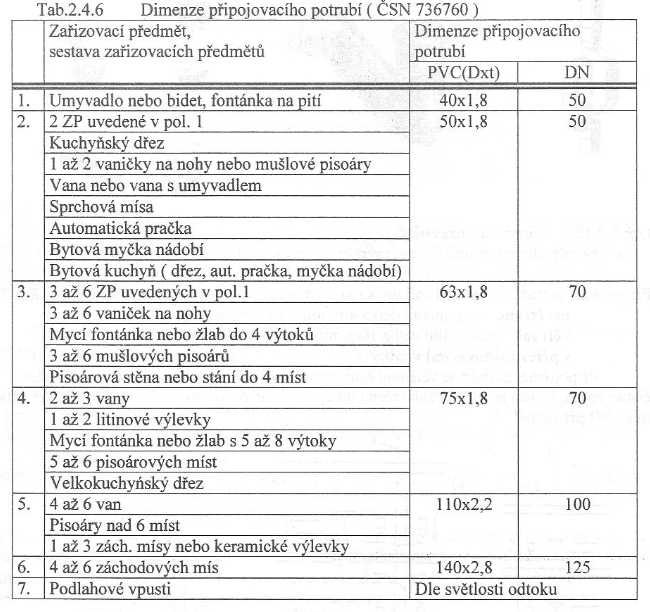 Tab.2.4.6 Dimenze připojovacího potrubí ( ČSN 736760 )
Zařizovací předmět, Dimenze připojovacího
sestava zařizovacích předmětů potrubí
PVC(Dxt) DN
1. Umyvadlo nebo bidet, fontánka na pití 40x1,8 50
2. 2 ZP uvedené v pol. 1 50x1,8 50
Kuchyňský dřez
1 až 2 vaničky na nohy nebo mušlové pisoáry
Vana nebo vana s umyvadlem
Sprchová mísa
Automatická pračka
Bytová myčka nádobí
Bytová kuchyň ( dřez, aut. pračka, myčka nádobí)
3. 3 až 6 ZP uvedených v pol.1 63x1,8 70
3 až 6 vaniček na nohy
Mycí fontánka nebo žlab do 4 výtoků
3 až 6 mušlových pisoárů
Pisoárová stěna nebo stání do 4 míst
4. 2 až 3 vany 75x1,8 70
1 až 2 litinové výlevky
Mycí fontánka nebo žlab s 5 až 8 výtoky
5 až 6 pisoárových míst
Velkokuchyňský dřez
5. 4 až 6 van 110x2,2 100
Pisoáry nad 6 míst
1 až 3 zách. mísy nebo keramické výlevky
6. 4 až 6 záchodových mís 140x2,8 125
7. Podlahové vpusti Dle světlosti odtoku